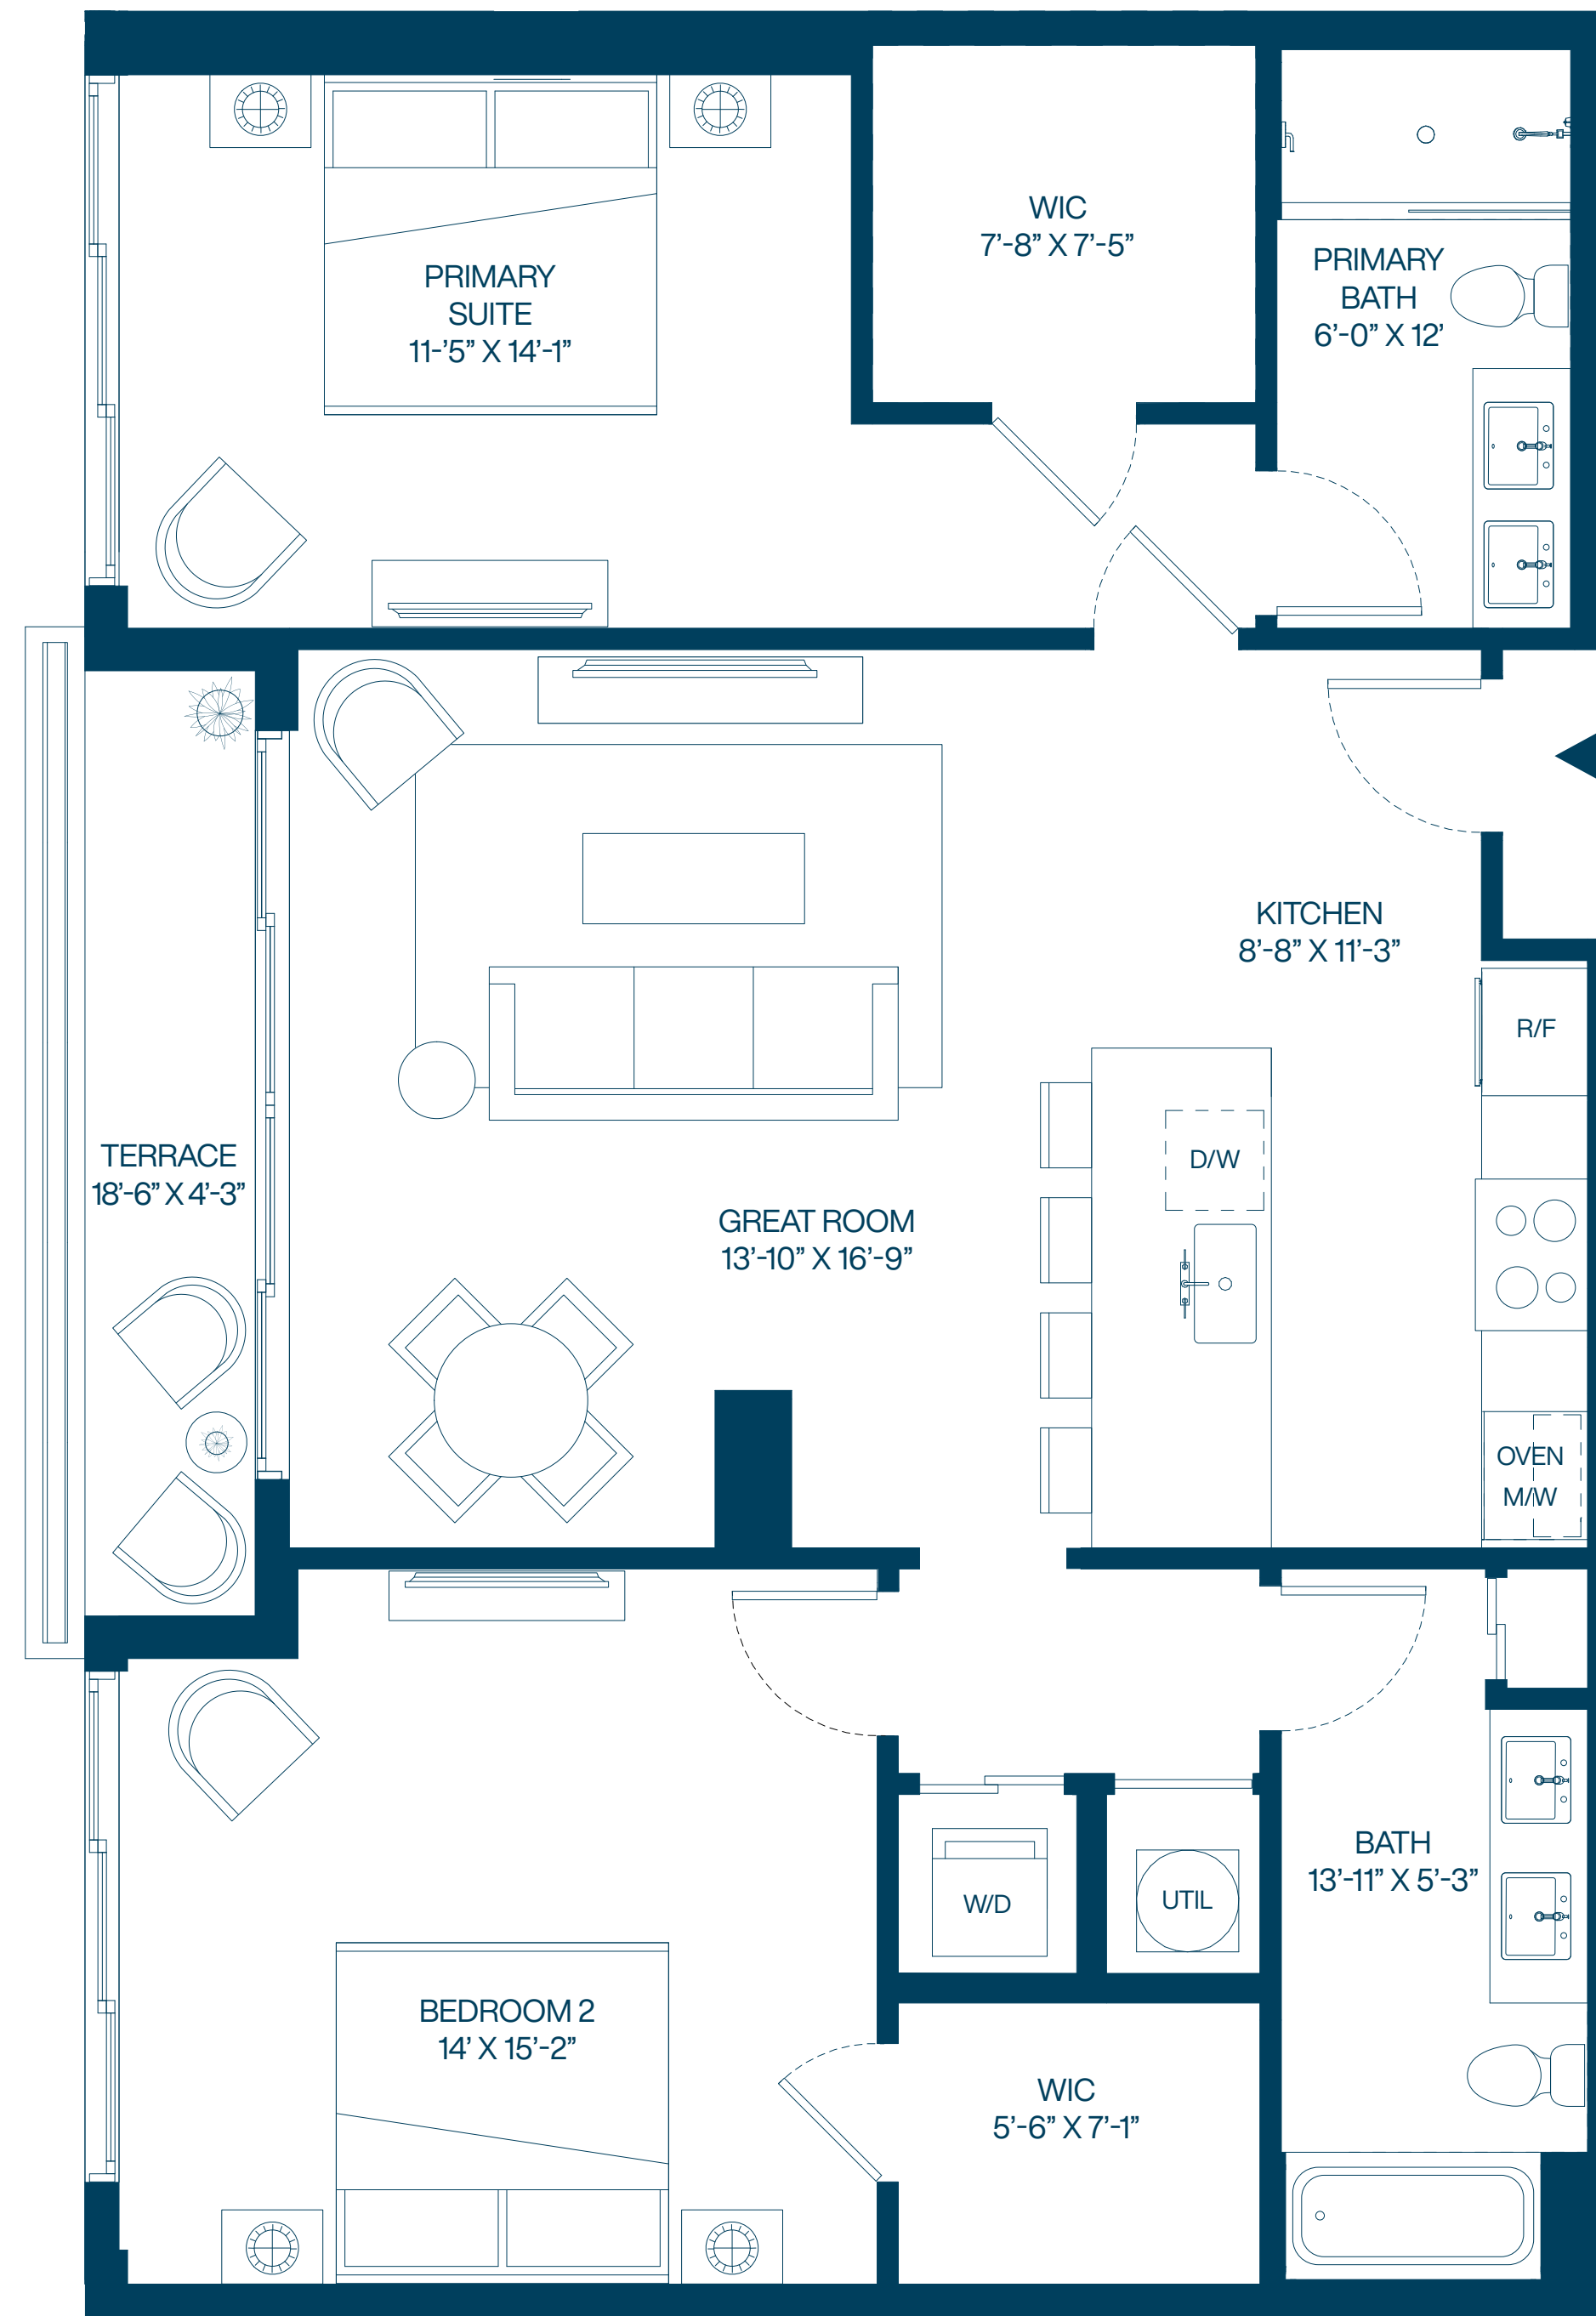 WIC
7’-8” X 7’-5”
PRIMARY
BATH
6’-0” X 12’
PRIMARY
SUITE
11-’5” X 14’-1”
KITCHEN
8’-8” X 11’-3”
R/F
D/W
TERRACE
18’-6” X 4’-3”
GREAT ROOM
13’-10” X 16’-9”
OVEN
M/W
BATH
13’-11” X 5’-3”
W/D
UTIL
BEDROOM 2
14’ X 15’-2”
WIC
5’-6” X 7’-1”